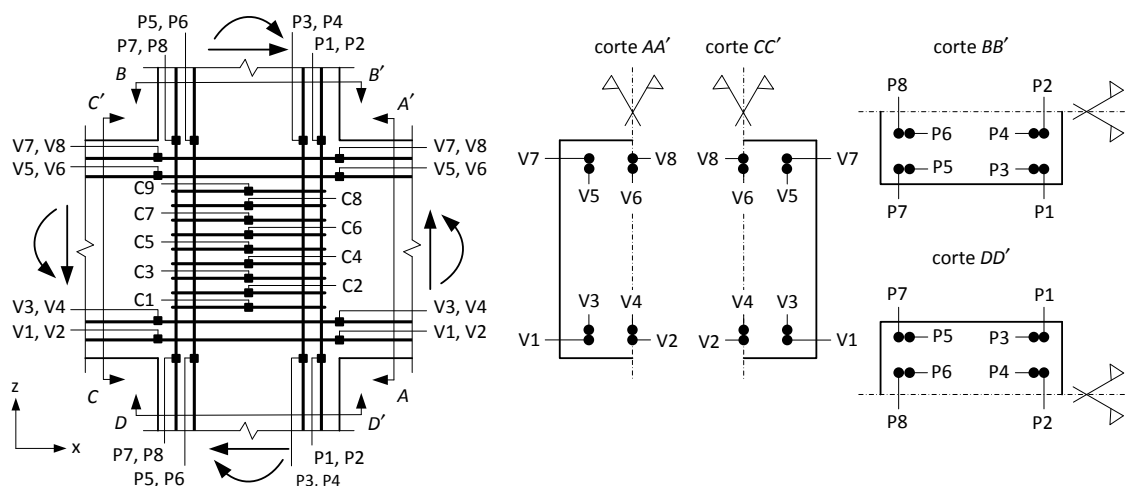 P5, P6
P3, P4
P7, P8
P1, P2
B
B′
C′
A′
V7, V8
V7, V8
V5, V6
V5, V6
C9
C8
C7
C6
C5
C4
C3
C2
C1
V3, V4
V3, V4
V1, V2
V1, V2
C
A
D
D′
z
x
P7, P8
P1, P2
P5, P6
P3, P4
corte AA′
corte CC′
V7
V8
V8
V7
V5
V6
V6
V5
V3
V4
V4
V3
V1
V2
V2
V1
corte BB′
P8
P2
P6
P4
P5
P3
P7
P1
corte DD′
P7
P1
P5
P3
P6
P4
P8
P2